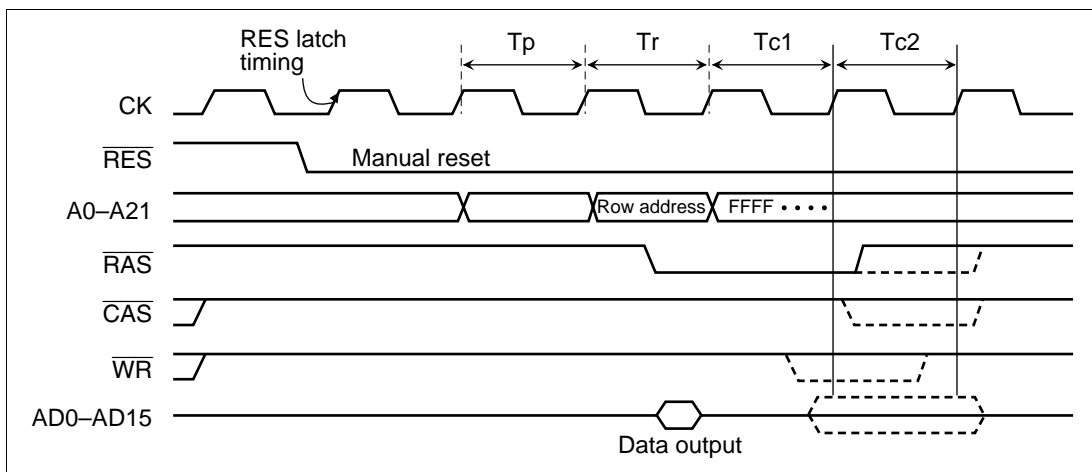 RES latch
timing
Tp Tr Tc1 Tc2
CK
RES
Manual reset
A0–A21
Row address
FFFF • • • •
RAS
CAS
WR
AD0–AD15
Data output